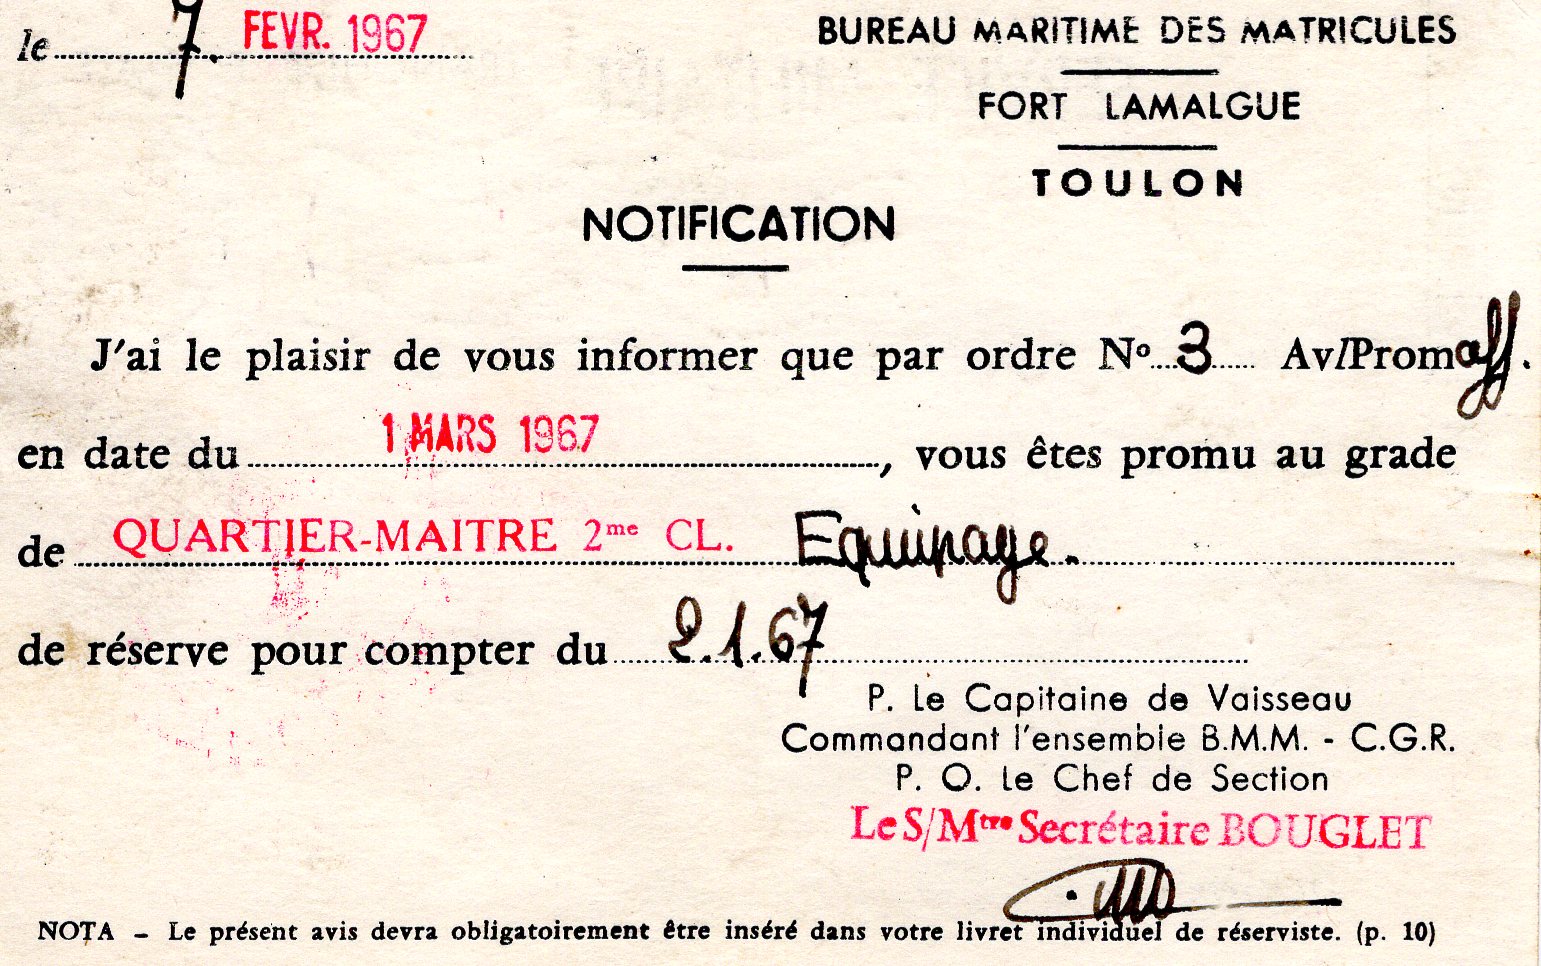 le 7. FEVR. 1967
BUREAU MARITIME DES MATRICULES
FORT LAMALGUE
TOULON
NOTIFICATION
J'ai le plaisir de vous informer que par ordre Nº 3 Av/Promaff.
en date du 1 MARS 1967, vous êtes promu au grade
de QUARTIER-MAITRE 2me CL. Equipage.
de réserve pour compter du 2.1.67
P. Le Capitaine de Vaisseau
Commandant l'ensemble B.M.M. - C.G.R.
P. O. Le Chef de Section
Le S/Mtre Secrétaire BOUGLET
NOTA - Le présent avis devra obligatoirement être inséré dans votre livret individuel de réserviste. (p. 10)